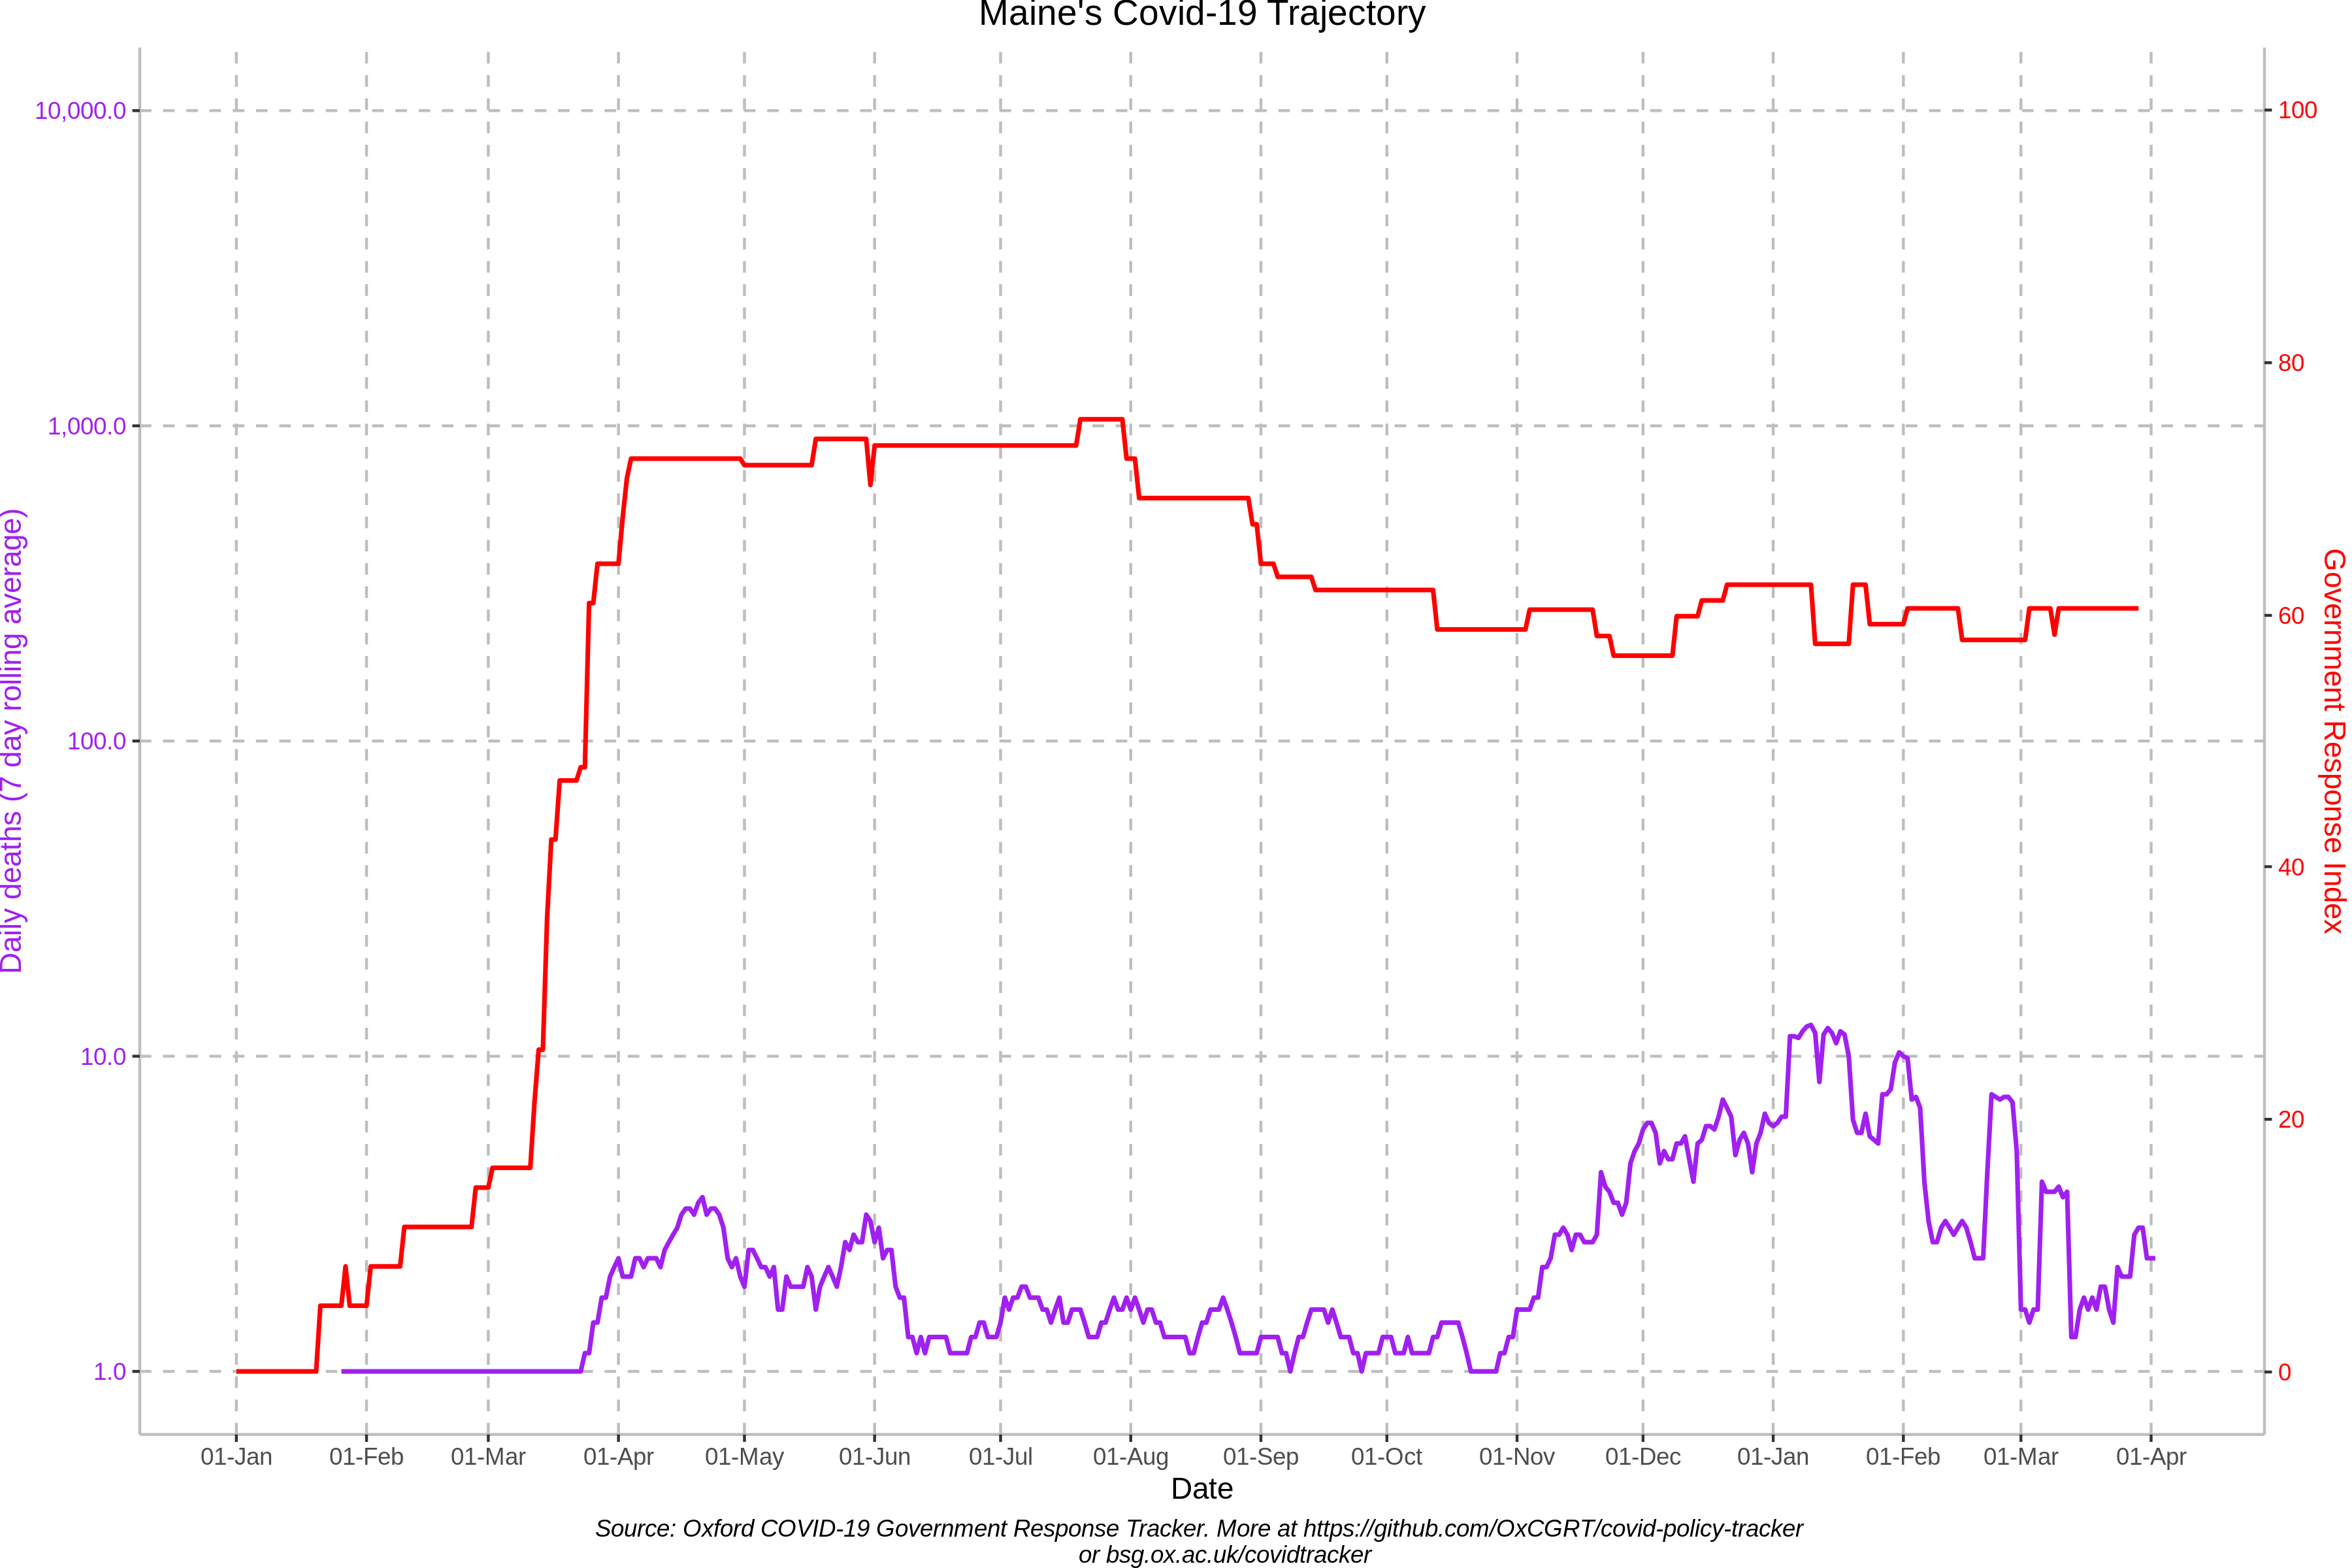 Maine's Covid-19 Trajectory
Daily deaths (7 day rolling average)
10,000.0
1,000.0
100.0
10.0
1.0
100
80
60
40
20
0
Government Response Index
01-Jan 01-Feb 01-Mar 01-Apr 01-May 01-Jun 01-Jul 01-Aug 01-Sep 01-Oct 01-Nov 01-Dec 01-Jan 01-Feb 01-Mar 01-Apr
Date
Source: Oxford COVID-19 Government Response Tracker. More at https://github.com/OxCGRT/covid-policy-tracker
or bsg.ox.ac.uk/covidtracker